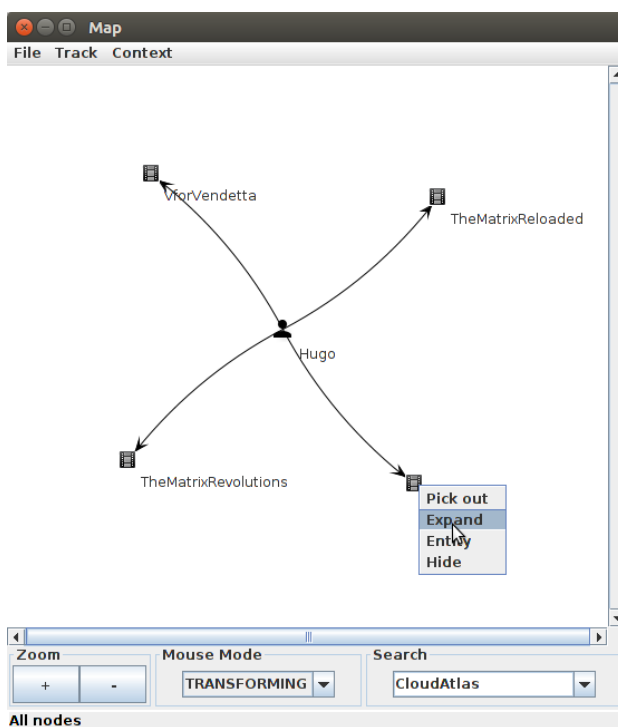 Map
File Track Context
VforVendetta
TheMatrixReloaded
Hugo
TheMatrixRevolutions
Pick out
Expand
Entity
Hide
Zoom
Mouse Mode
Search
+
-
TRANSFORMING
CloudAtlas
All nodes